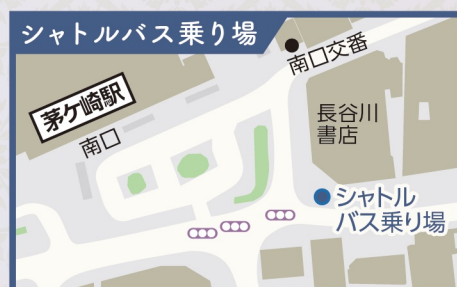 シャトルバス乗り場
南口交番
茅ケ崎駅
南口
長谷川
書店
シャトル
バス乗り場